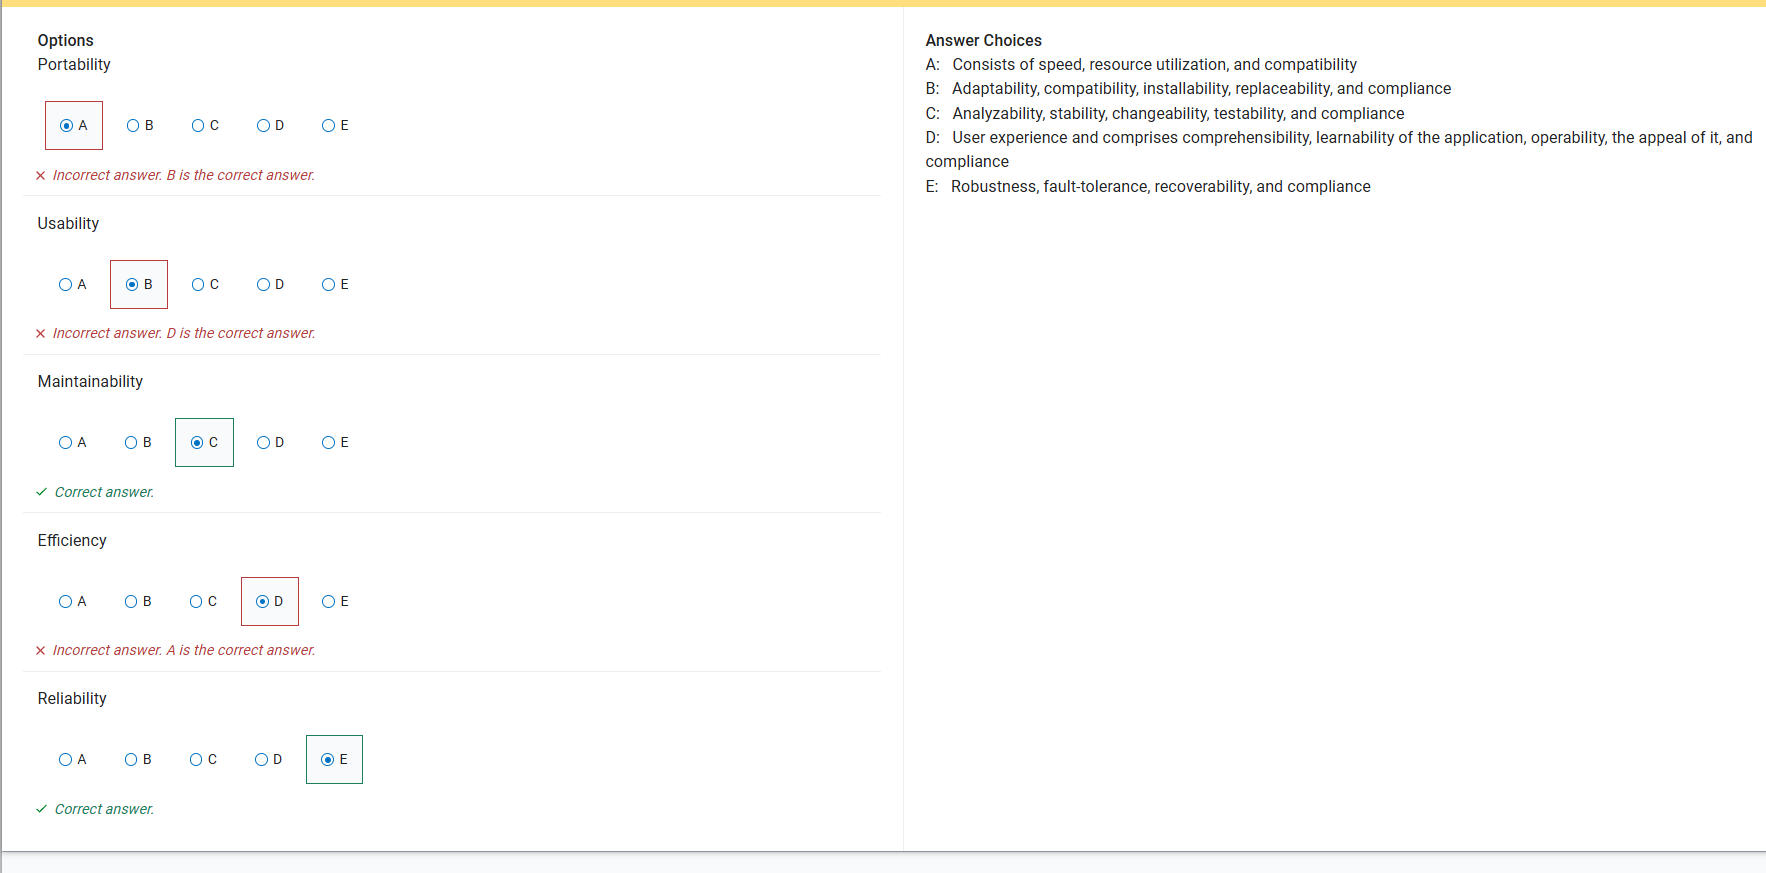 Options
Portability
A B C D E
Incorrect answer. B is the correct answer.
Usability
A B C D E
Incorrect answer. D is the correct answer.
Maintainability
A B C D E
Correct answer.
Efficiency
A B C D E
Incorrect answer. A is the correct answer.
Reliability
A B C D E
Correct answer.
Answer Choices
A: Consists of speed, resource utilization, and compatibility
B: Adaptability, compatibility, installability, replaceability, and compliance
C: Analyzability, stability, changeability, testability, and compliance
D: User experience and comprises comprehensibility, learnability of the application, operability, the appeal of it, and
compliance
E: Robustness, fault-tolerance, recoverability, and compliance